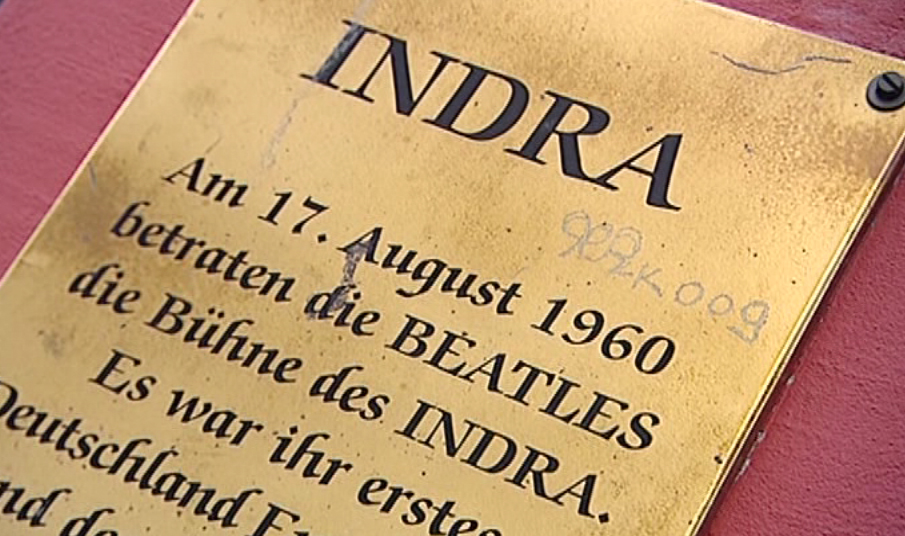 INDRA
Am 17. August 1960
betraten die BEATLES
die Bühne des INDRA.
Es war ihr erstes
Deutschland